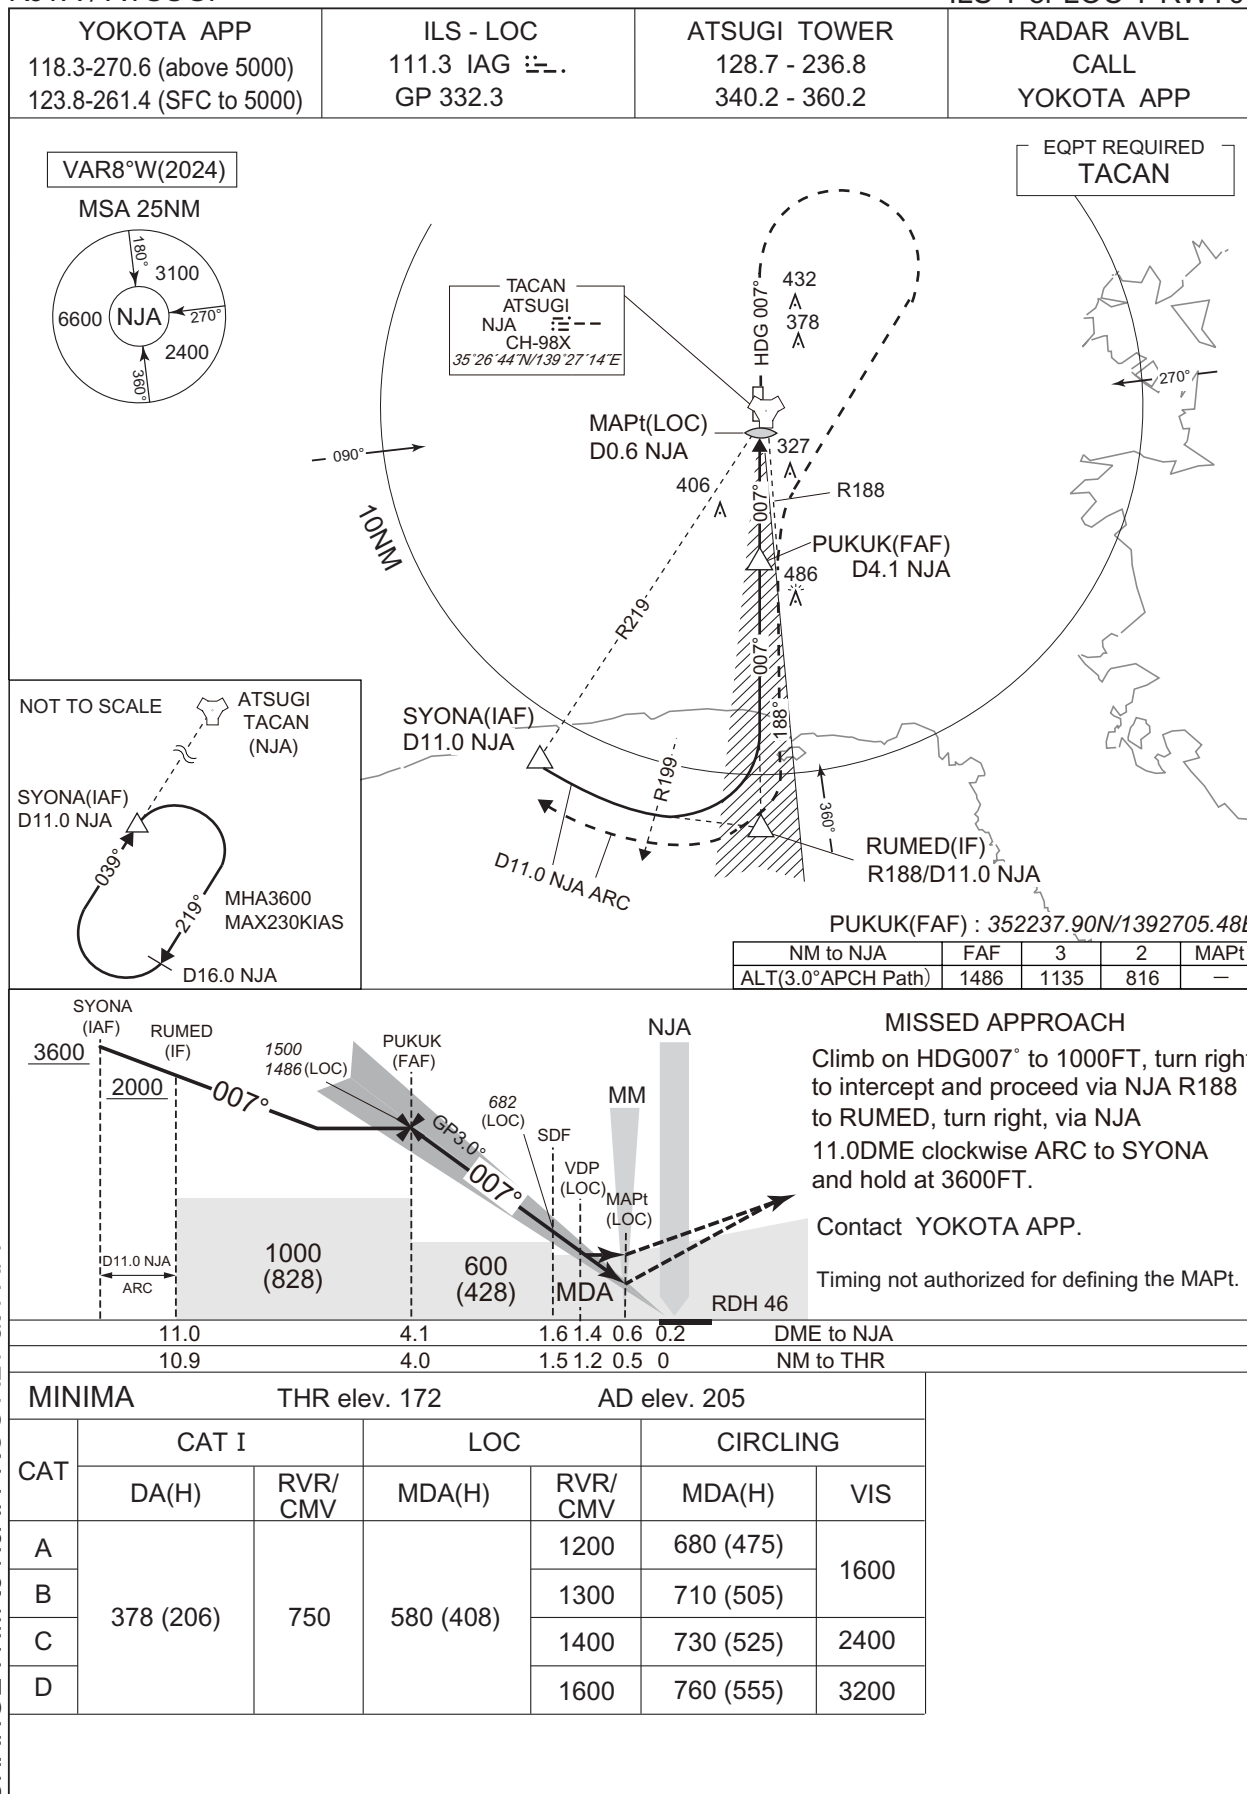 YOKOTA APP
118.3-270.6 (above 5000)
123.8-261.4 (SFC to 5000)
ILS - LOC
111.3 IAG
GP 332.3
ATSUGI TOWER
128.7 - 236.8
340.2 - 360.2
RADAR AVBL
CALL
YOKOTA APP
VAR8°W(2024)
MSA 25NM
180°
3100
6600
NJA
270°
2400
360°
EQPT REQUIRED
TACAN
TACAN
ATSUGI
NJA
CH-98X
35°26´44˝N/139°27´14˝E
HDG 007°
432
378
270°
MAPt(LOC)
D0.6 NJA
327
090°
406
007°
R188
10NM
PUKUK(FAF)
D4.1 NJA
486
R219
007°
188°
SYONA(IAF)
D11.0 NJA
R199
360°
D11.0 NJA ARC
RUMED(IF)
R188/D11.0 NJA
NOT TO SCALE
ATSUGI
TACAN
(NJA)
SYONA(IAF)
D11.0 NJA
039°
219°
MHA3600
MAX230KIAS
D16.0 NJA
PUKUK(FAF) : 352237.90N/1392705.48E
NM to NJA FAF 3 2 MAPt
ALT(3.0°APCH Path) 1486 1135 816 —
SYONA
(IAF)
3600
RUMED
(IF)
2000
007°
1500
1486 (LOC)
PUKUK
(FAF)
GP3.0°
007°
682
(LOC)
SDF
VDP
(LOC)
MAPt
(LOC)
MM
NJA
D11.0 NJA
ARC
1000
(828)
600
(428)
MDA
RDH 46
MISSED APPROACH
Climb on HDG007° to 1000FT, turn right
to intercept and proceed via NJA R188
to RUMED, turn right, via NJA
11.0DME clockwise ARC to SYONA
and hold at 3600FT.
Contact YOKOTA APP.
Timing not authorized for defining the MAPt.
11.0 4.1 1.6 1.4 0.6 0.2 DME to NJA
10.9 4.0 1.5 1.2 0.5 0 NM to THR
MINIMA THR elev. 172 AD elev. 205
CAT CAT I LOC CIRCLING
DA(H) RVR/CMV MDA(H) RVR/CMV MDA(H) VIS
A 378 (206) 750 580 (408) 1200 680 (475) 1600
B 1300 710 (505)
C 1400 730 (525) 2400
D 1600 760 (555) 3200